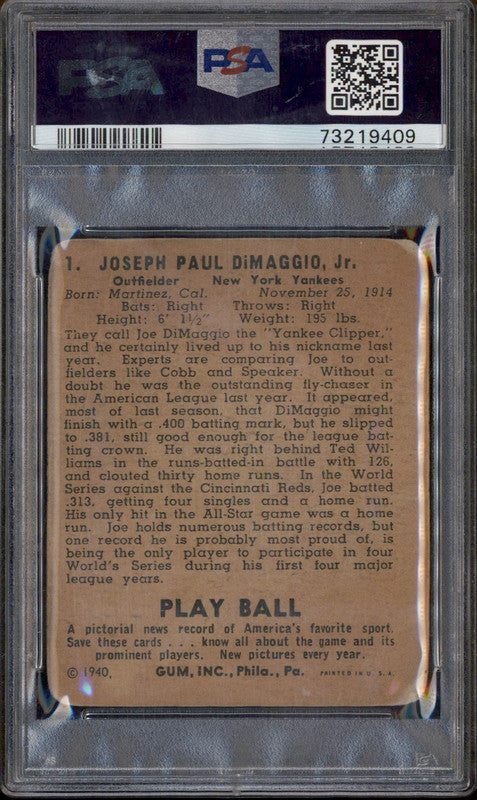 PSA
PSA
73219409
1. JOSEPH PAUL DiMAGGIO, Jr.
Outfielder New York Yankees
Born: Martinez, Cal. November 25, 1914
Bats: Right Throws: Right
Height: 6' 1½" Weight: 195 lbs.
They call Joe DiMaggio the "Yankee Clipper,"
and he certainly lived up to his nickname last
year. Experts are comparing Joe to out-
fielders like Cobb and Speaker. Without a
doubt he was the outstanding fly-chaser in
the American League last year. It appeared,
most of last season, that DiMaggio might
finish with a .400 batting mark, but he slipped
to .381, still good enough for the league bat-
ting crown. He was right behind Ted Wil-
liams in the runs-batted-in battle with 126,
and clouted thirty home runs. In the World
Series against the Cincinnati Reds, Joe batted
.313, getting four singles and a home run.
His only hit in the All-Star game was a home
run. Joe holds numerous batting records, but
one record he is probably most proud of, is
being the only player to participate in four
World's Series during his first four major
league years.
PLAY BALL
A pictorial news record of America's favorite sport.
Save these cards . . . know all about the game and its
prominent players. New pictures every year.
© 1940, GUM, INC., Phila., Pa. PRINTED IN U. S. A.